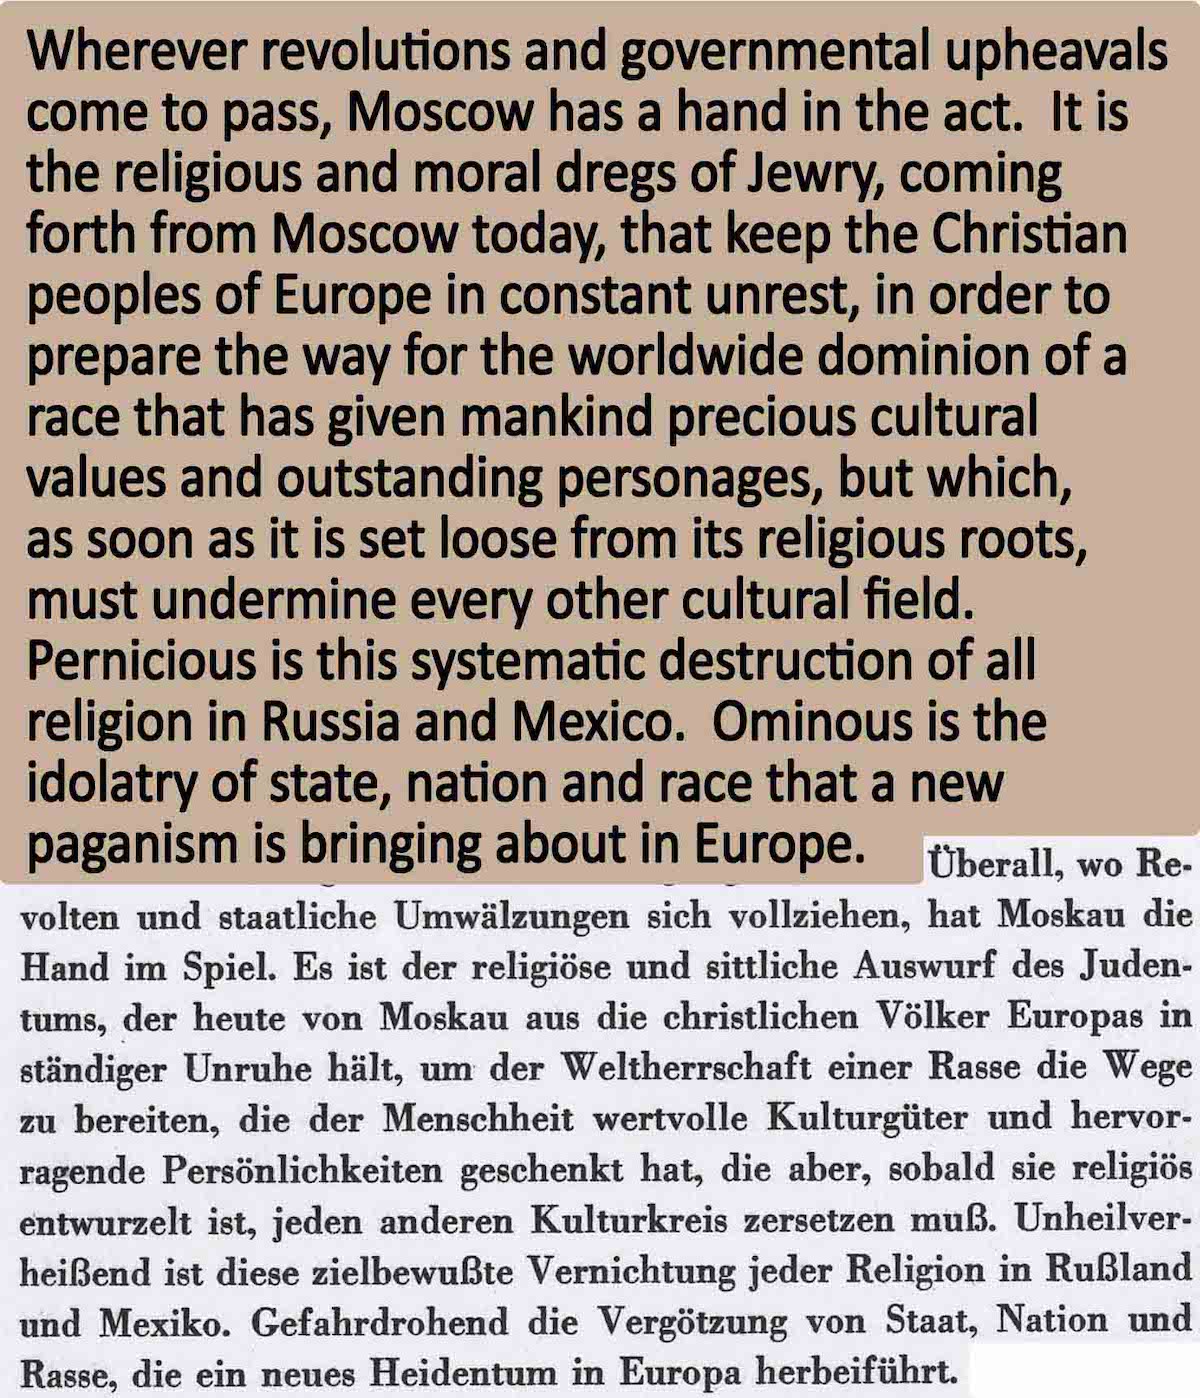 Wherever revolutions and governmental upheavals
come to pass, Moscow has a hand in the act.  It is
the religious and moral dregs of Jewry, coming
forth from Moscow today, that keep the Christian
peoples of Europe in constant unrest, in order to
prepare the way for the worldwide dominion of a
race that has given mankind precious cultural
values and outstanding personages, but which,
as soon as it is set loose from its religious roots,
must undermine every other cultural field.
Pernicious is this systematic destruction of all
religion in Russia and Mexico.  Ominous is the
idolatry of state, nation and race that a new
paganism is bringing about in Europe.
Überall, wo Re-
volten und staatliche Umwälzungen sich vollziehen, hat Moskau die
Hand im Spiel. Es ist der religiöse und sittliche Auswurf des Juden-
tums, der heute von Moskau aus die christlichen Völker Europas in
ständiger Unruhe hält, um der Weltherrschaft einer Rasse die Wege
zu bereiten, die der Menschheit wertvolle Kulturgüter und hervor-
ragende Persönlichkeiten geschenkt hat, die aber, sobald sie religiös
entwurzelt ist, jeden anderen Kulturkreis zersetzen muß. Unheilver-
heißend ist diese zielbewußte Vernichtung jeder Religion in Rußland
und Mexiko. Gefahrdrohend die Vergötzung von Staat, Nation und
Rasse, die ein neues Heidentum in Europa herbeiführt.